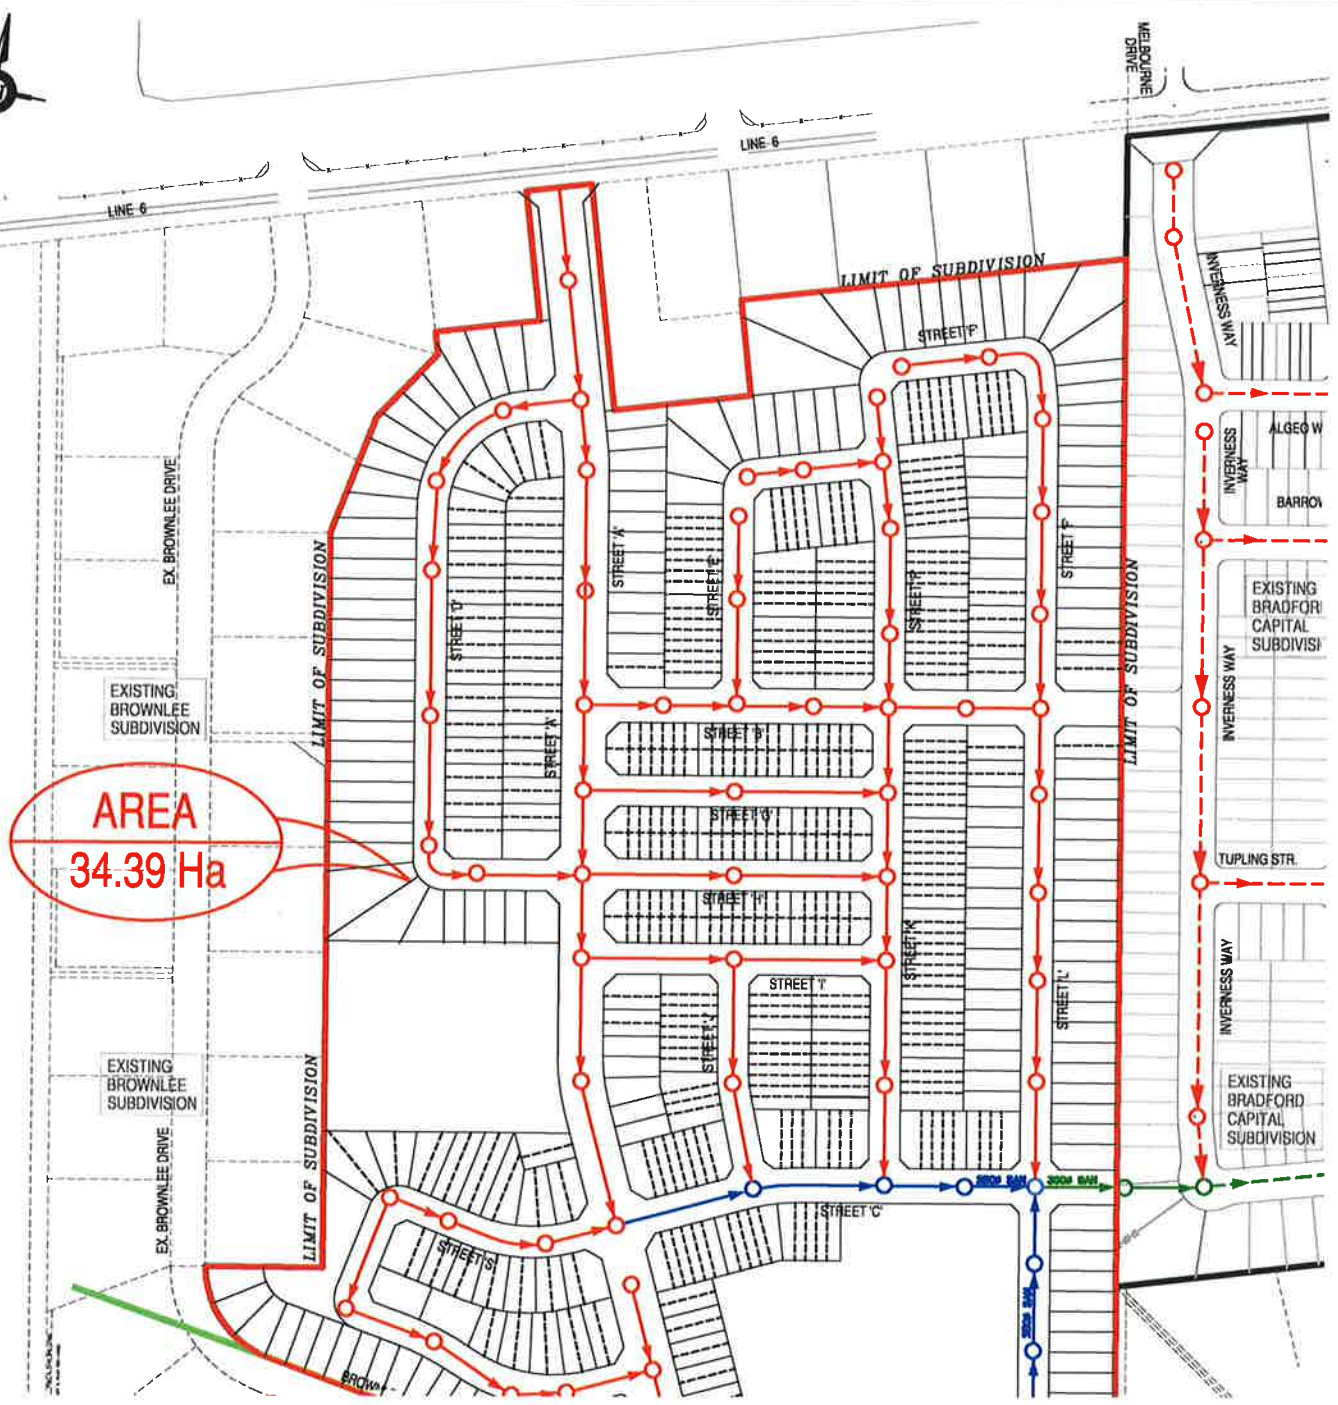 MELBOURNE
DRIVE
LINE 6
LINE 6
LIMIT OF SUBDIVISION
INVERNESS WAY
STREET 'F'
ALGEO W
INVERNESS
WAY
BARROW
EX. BROWNLEE DRIVE
LIMIT OF SUBDIVISION
STREET 'A'
STREET 'E'
STREET 'F'
LIMIT OF SUBDIVISION
STREET 'D'
EXISTING
BRADFORD
CAPITAL
SUBDIVISI
EXISTING
BROWNLEE
SUBDIVISION
STREET 'A'
STREET 'B'
INVERNESS WAY
AREA
34.39 Ha
STREET 'G'
STREET 'H'
TUPLING STR.
STREET 'K'
STREET 'I'
STREET 'J'
STREET 'L'
INVERNESS WAY
EXISTING
BROWNLEE
SUBDIVISION
LIMIT OF SUBDIVISION
EX. BROWNLEE DRIVE
EXISTING
BRADFORD
CAPITAL
SUBDIVISION
STREET 'C'
STREET 'S'
BROWN